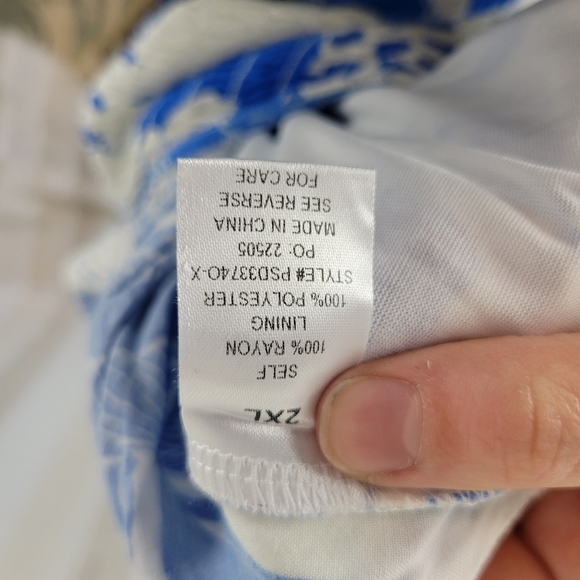 2XL
SELF
100% RAYON
LINING
100% POLYESTER
STYLE# PSD33740-X
PO: 22505
MADE IN CHINA
SEE REVERSE
FOR CARE